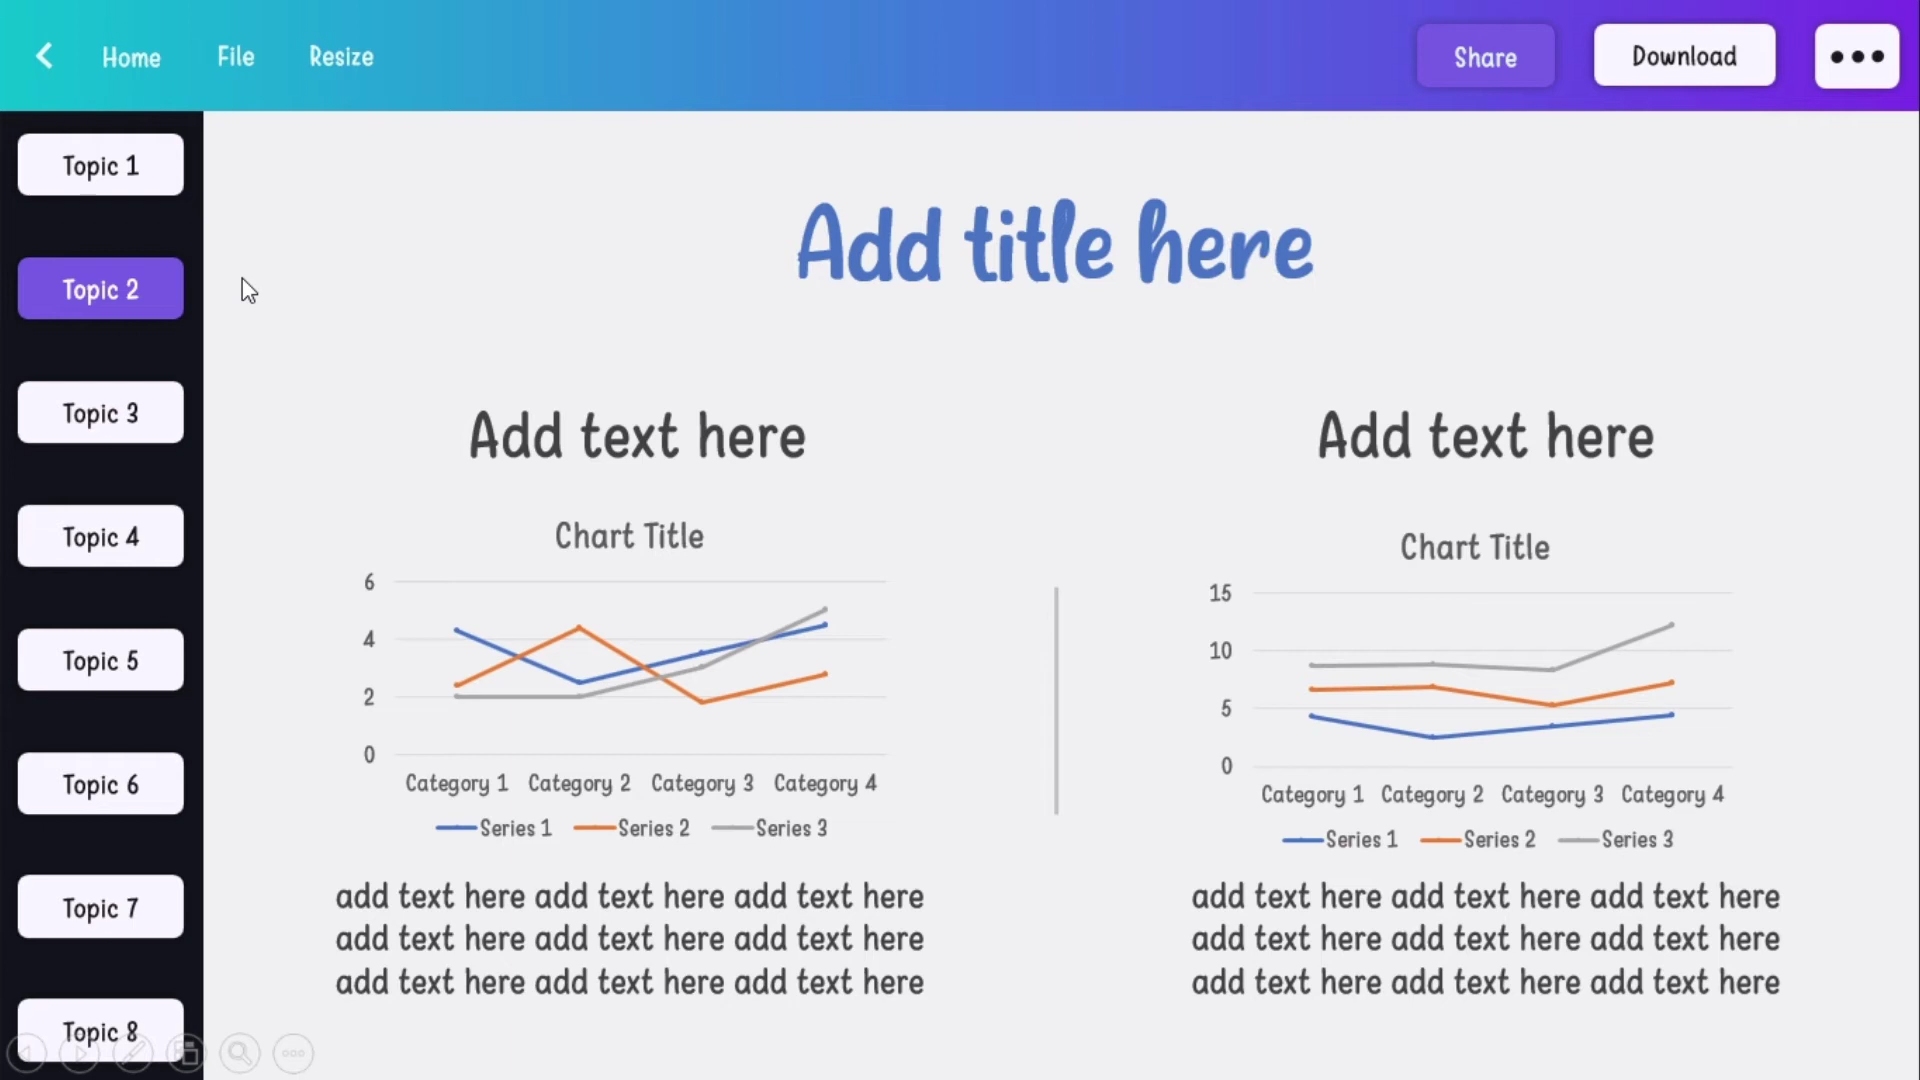 Home File Resize Share Download
Topic 1
Topic 2
Topic 3
Topic 4
Topic 5
Topic 6
Topic 7
Topic 8
Add title here
Add text here
Chart Title
6
4
2
0
Category 1 Category 2 Category 3 Category 4
Series 1 Series 2 Series 3
add text here add text here add text here
add text here add text here add text here
add text here add text here add text here
Add text here
Chart Title
15
10
5
0
Category 1 Category 2 Category 3 Category 4
Series 1 Series 2 Series 3
add text here add text here add text here
add text here add text here add text here
add text here add text here add text here